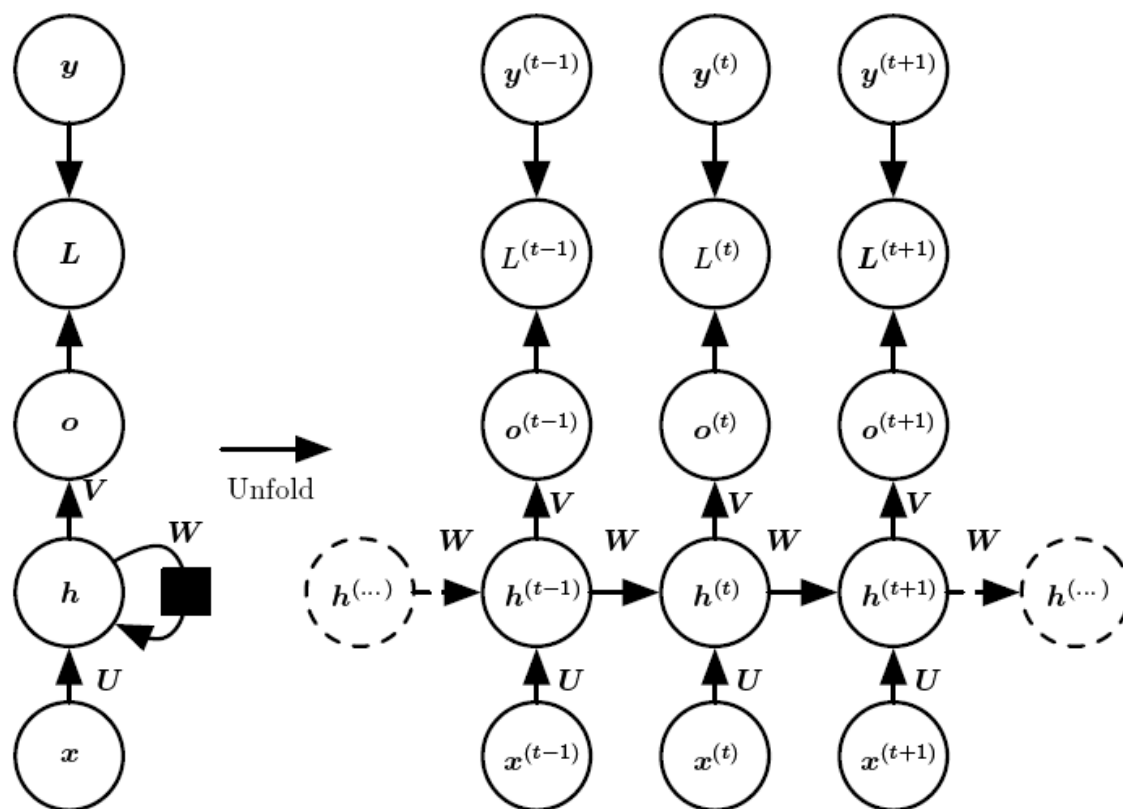 y y^(t−1) y^(t) y^(t+1)
L L^(t−1) L^(t) L^(t+1)
o o^(t−1) o^(t) o^(t+1)
Unfold
V V V V
W W W W W
h h^(...) h^(t−1) h^(t) h^(t+1) h^(...)
U U U U
x x^(t−1) x^(t) x^(t+1)